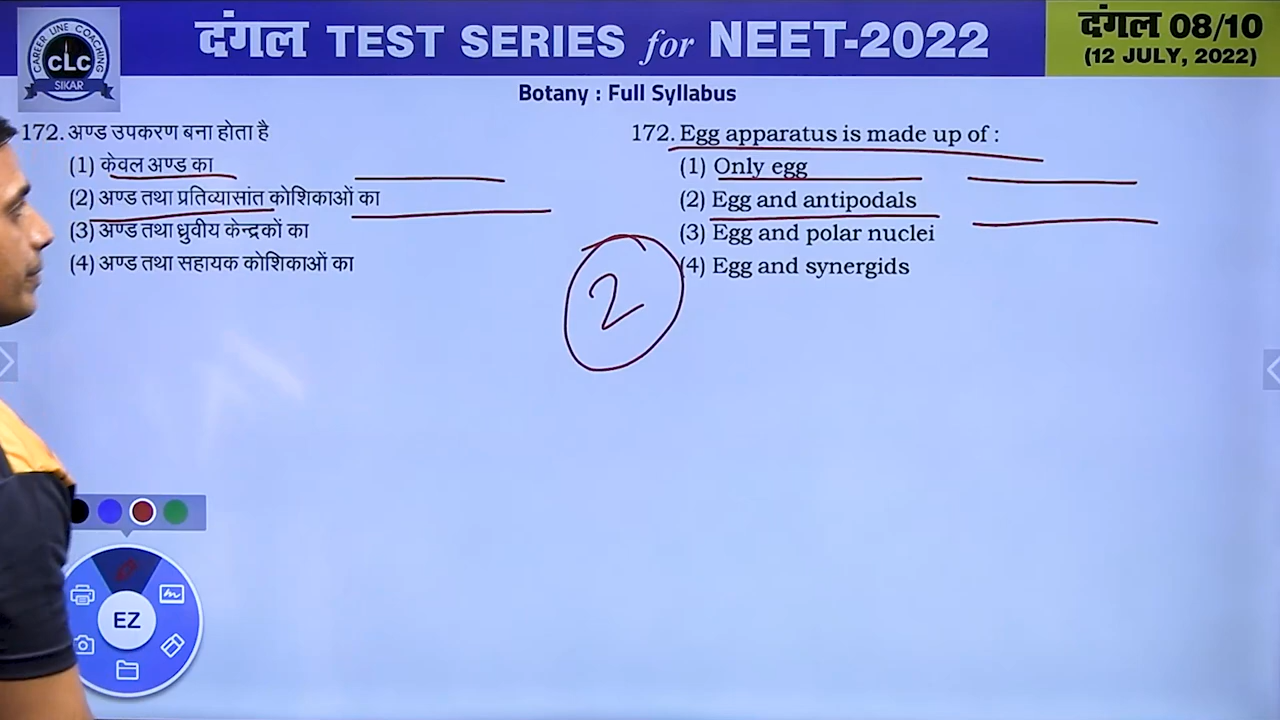 दंगल TEST SERIES for NEET-2022
दंगल 08/10
(12 JULY, 2022)
CAREER LINE COACHING
CLC
SIKAR
Botany : Full Syllabus
172. अण्ड उपकरण बना होता है
(1) केवल अण्ड का
(2) अण्ड तथा प्रतिव्यासांत कोशिकाओं का
(3) अण्ड तथा ध्रुवीय केन्द्रकों का
(4) अण्ड तथा सहायक कोशिकाओं का
172. Egg apparatus is made up of :
(1) Only egg
(2) Egg and antipodals
(3) Egg and polar nuclei
(4) Egg and synergids
2
EZ